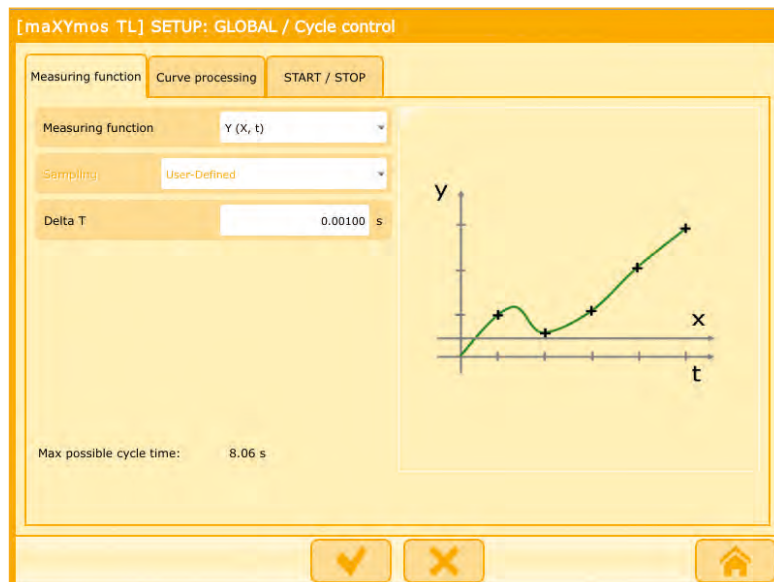 [maXYmos TL] SETUP: GLOBAL / Cycle control
Measuring function Curve processing START / STOP
Measuring function Y (X, t)
Sampling User-Defined
Delta T 0.00100 s
y
x
t
Max possible cycle time: 8.06 s